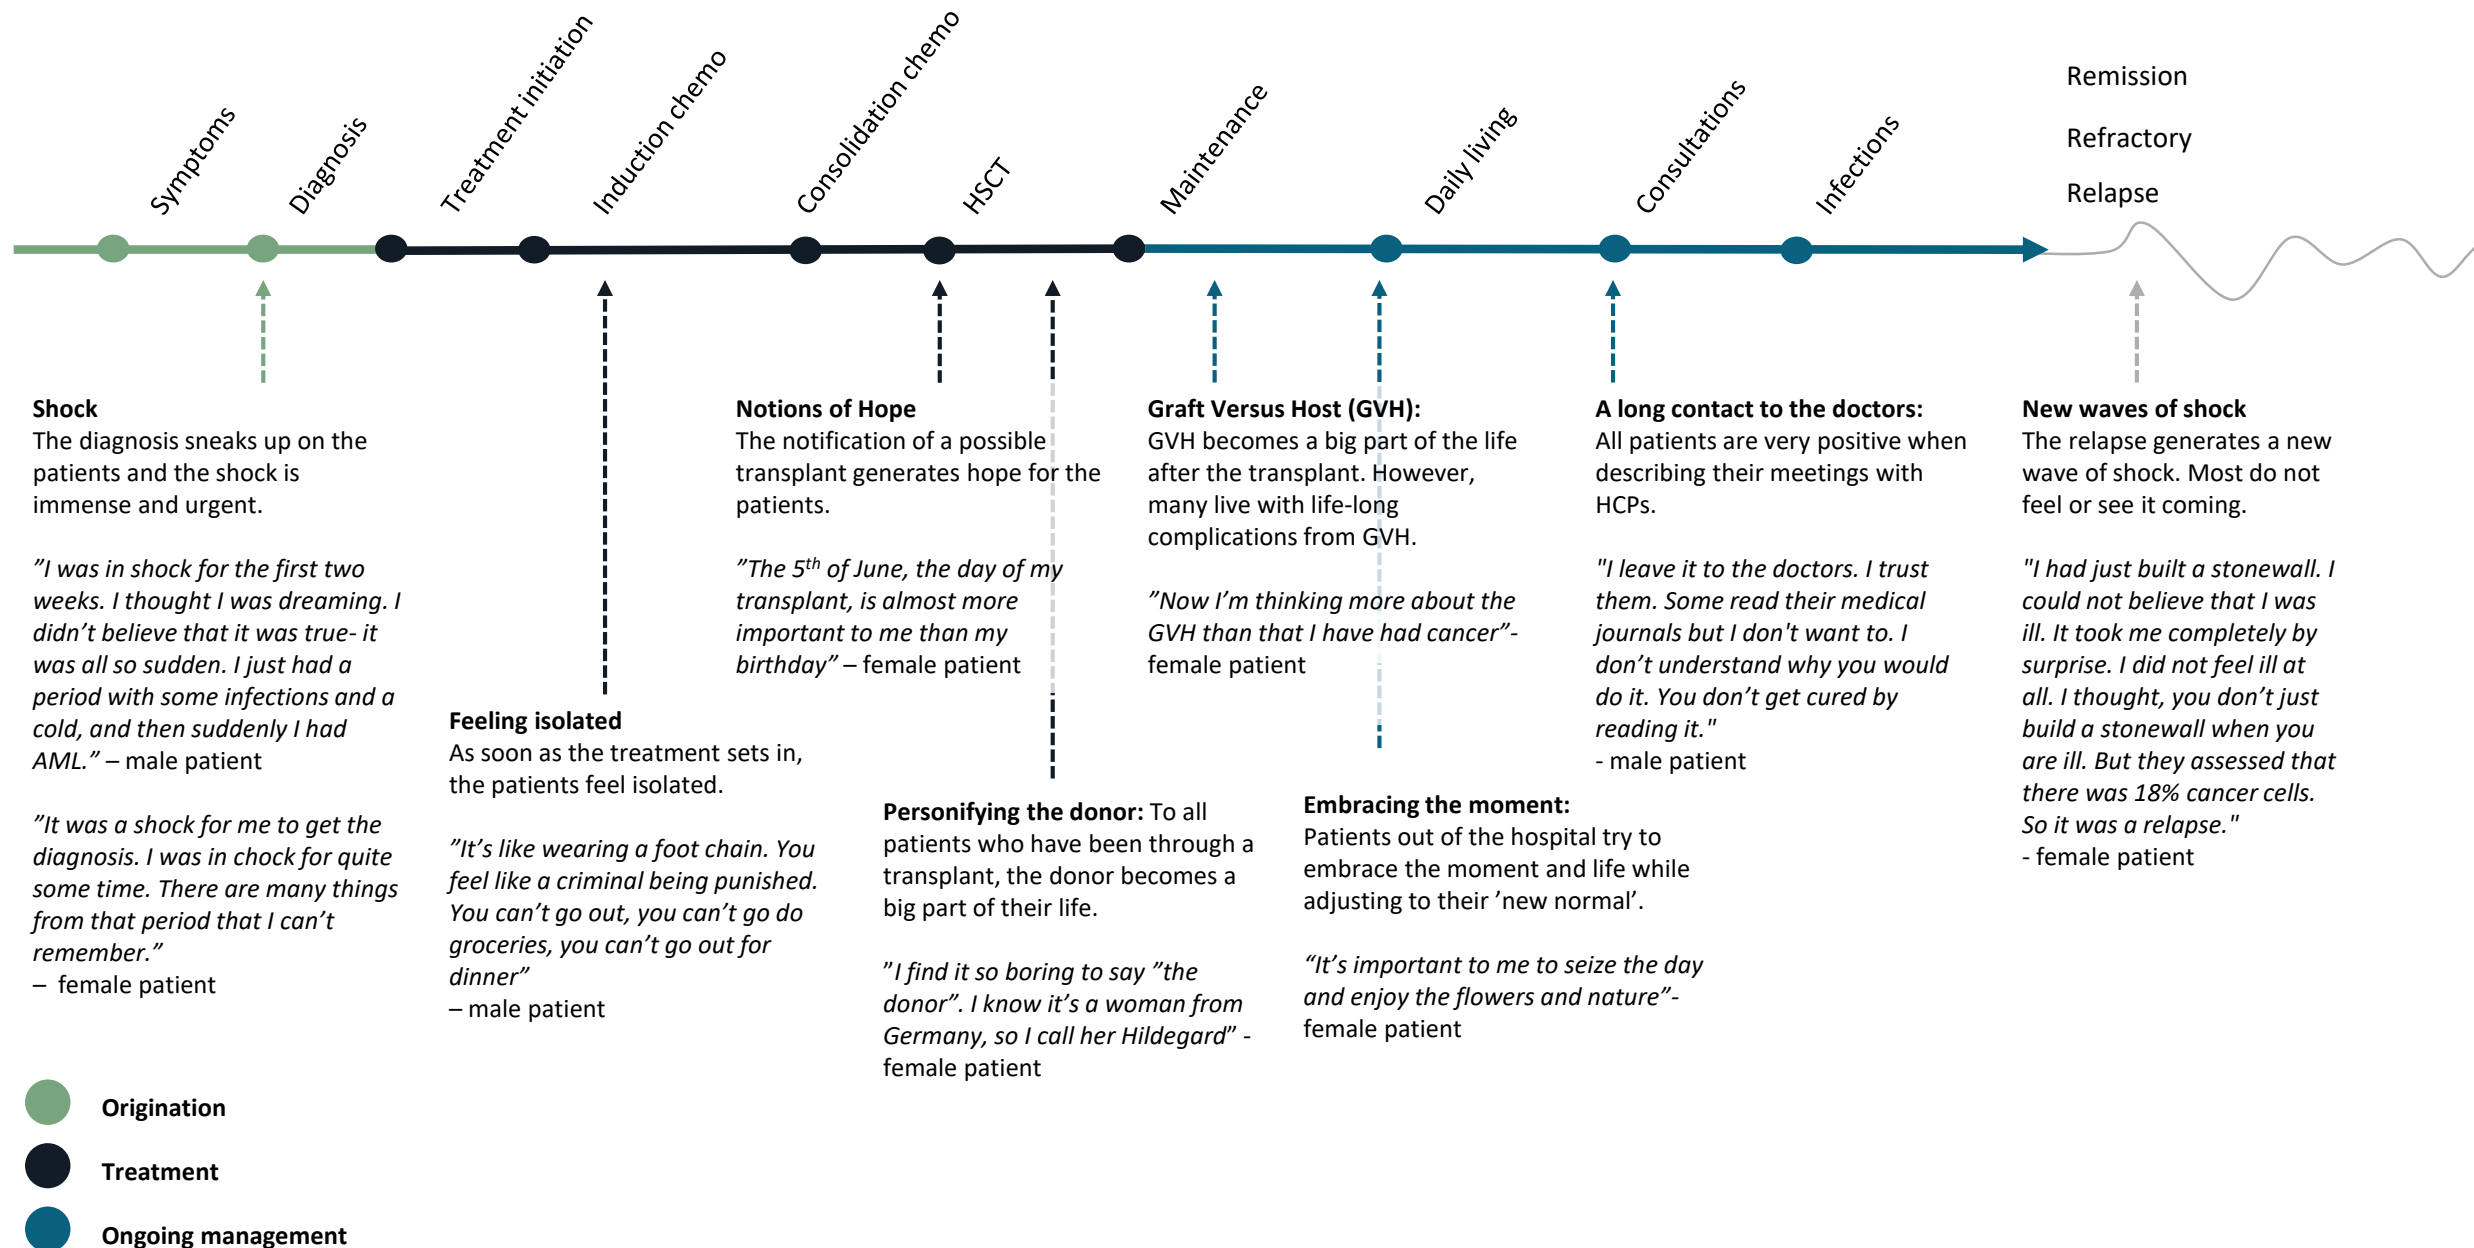 Symptoms
Diagnosis
Treatment initiation
Induction chemo
Consolidation chemo
HSCT
Maintenance
Daily living
Consultations
Infections
Remission
Refractory
Relapse
Shock
The diagnosis sneaks up on the
patients and the shock is
immense and urgent.
”I was in shock for the first two
weeks. I thought I was dreaming. I
didn’t believe that it was true- it
was all so sudden. I just had a
period with some infections and a
cold, and then suddenly I had
AML.” – male patient
”It was a shock for me to get the
diagnosis. I was in chock for quite
some time. There are many things
from that period that I can’t
remember.”
– female patient
Feeling isolated
As soon as the treatment sets in,
the patients feel isolated.
”It’s like wearing a foot chain. You
feel like a criminal being punished.
You can’t go out, you can’t go do
groceries, you can’t go out for
dinner”
– male patient
Notions of Hope
The notification of a possible
transplant generates hope for the
patients.
”The 5th of June, the day of my
transplant, is almost more
important to me than my
birthday” – female patient
Personifying the donor: To all
patients who have been through a
transplant, the donor becomes a
big part of their life.
”I find it so boring to say ”the
donor”. I know it’s a woman from
Germany, so I call her Hildegard” -
female patient
Graft Versus Host (GVH):
GVH becomes a big part of the life
after the transplant. However,
many live with life-long
complications from GVH.
”Now I’m thinking more about the
GVH than that I have had cancer”-
female patient
Embracing the moment:
Patients out of the hospital try to
embrace the moment and life while
adjusting to their ’new normal’.
“It’s important to me to seize the day
and enjoy the flowers and nature”-
female patient
A long contact to the doctors:
All patients are very positive when
describing their meetings with
HCPs.
"I leave it to the doctors. I trust
them. Some read their medical
journals but I don't want to. I
don’t understand why you would
do it. You don’t get cured by
reading it."
- male patient
New waves of shock
The relapse generates a new
wave of shock. Most do not
feel or see it coming.
"I had just built a stonewall. I
could not believe that I was
ill. It took me completely by
surprise. I did not feel ill at
all. I thought, you don’t just
build a stonewall when you
are ill. But they assessed that
there was 18% cancer cells.
So it was a relapse."
- female patient
Origination
Treatment
Ongoing management